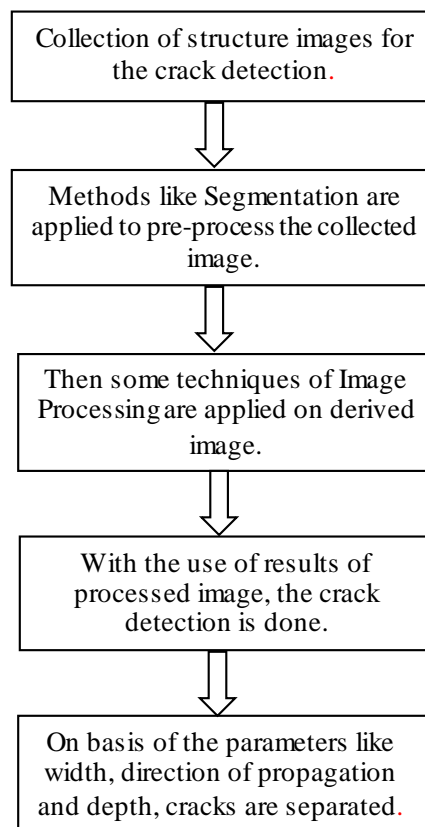 Collection of structure images for
the crack detection.
Methods like Segmentation are
applied to pre-process the collected
image.
Then some techniques of Image
Processing are applied on derived
image.
With the use of results of
processed image, the crack
detection is done.
On basis of the parameters like
width, direction of propagation
and depth, cracks are separated.